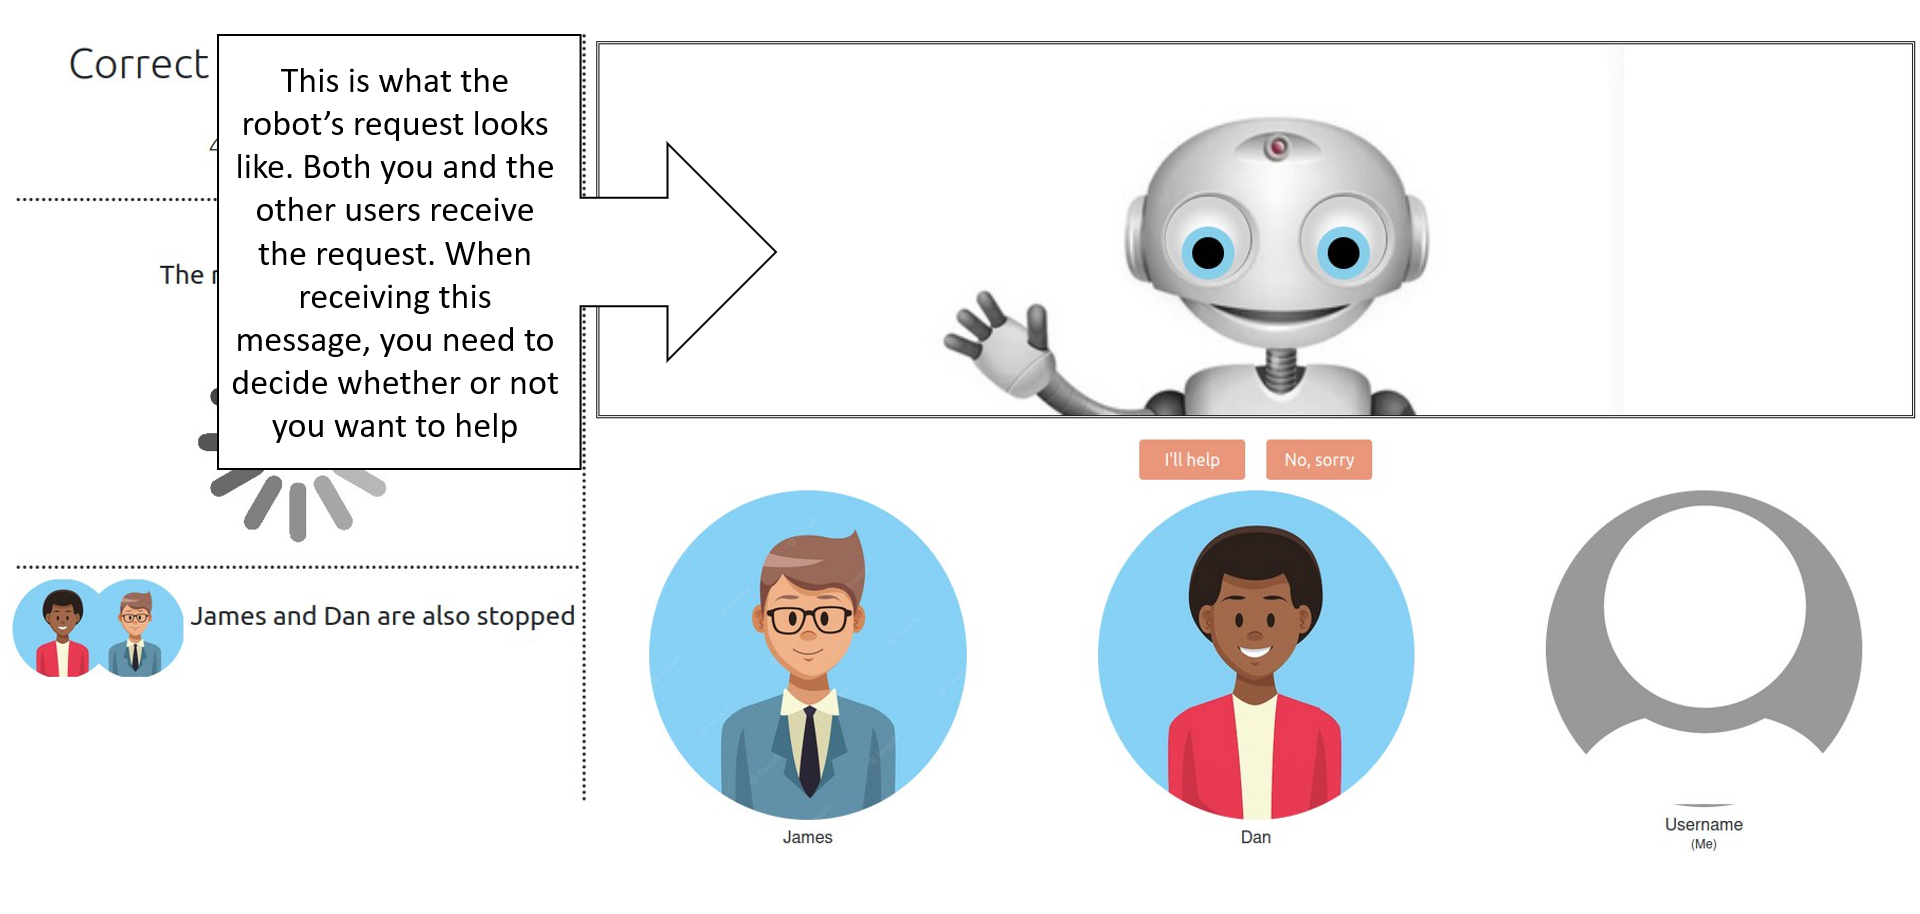 Correct
This is what the
robot’s request looks
like. Both you and the
other users receive
the request. When
receiving this
message, you need to
decide whether or not
you want to help
The
I'll help
No, sorry
James and Dan are also stopped
James
Dan
Username
(Me)